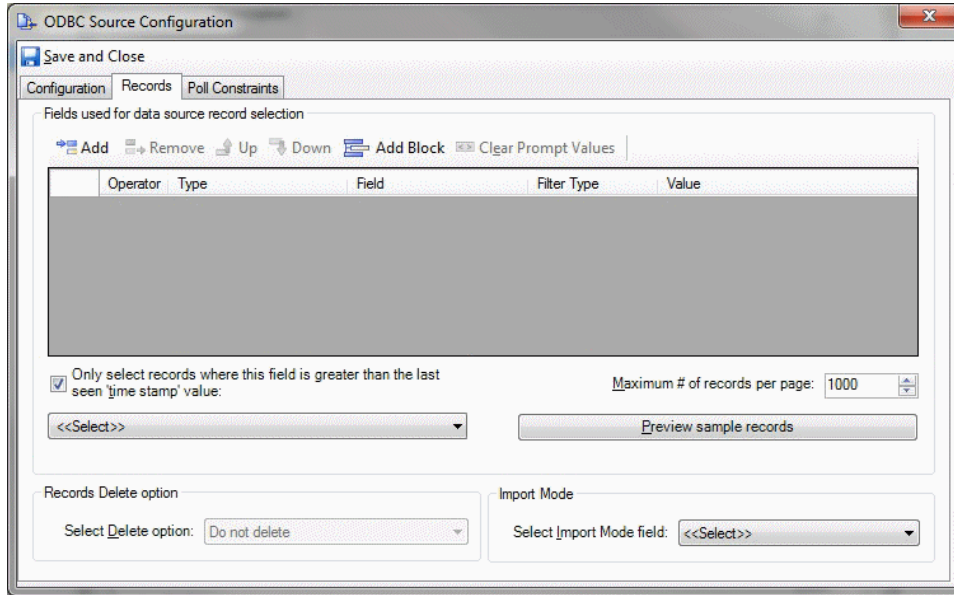 ODBC Source Configuration
Save and Close
Configuration Records Poll Constraints
Fields used for data source record selection
Add Remove Up Down Add Block Clear Prompt Values
Operator Type Field Filter Type Value
Only select records where this field is greater than the last
seen 'time stamp' value:
Maximum # of records per page: 1000
<<Select>> Preview sample records
Records Delete option Import Mode
Select Delete option: Do not delete Select Import Mode field: <<Select>>